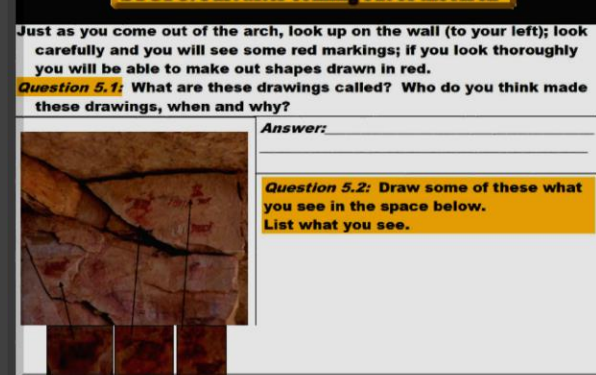 Just as you come out of the arch, look up on the wall (to your left); look
carefully and you will see some red markings; if you look thoroughly
you will be able to make out shapes drawn in red.
Question 5.1: What are these drawings called? Who do you think made
these drawings, when and why?
Answer:
Question 5.2: Draw some of these what
you see in the space below.
List what you see.